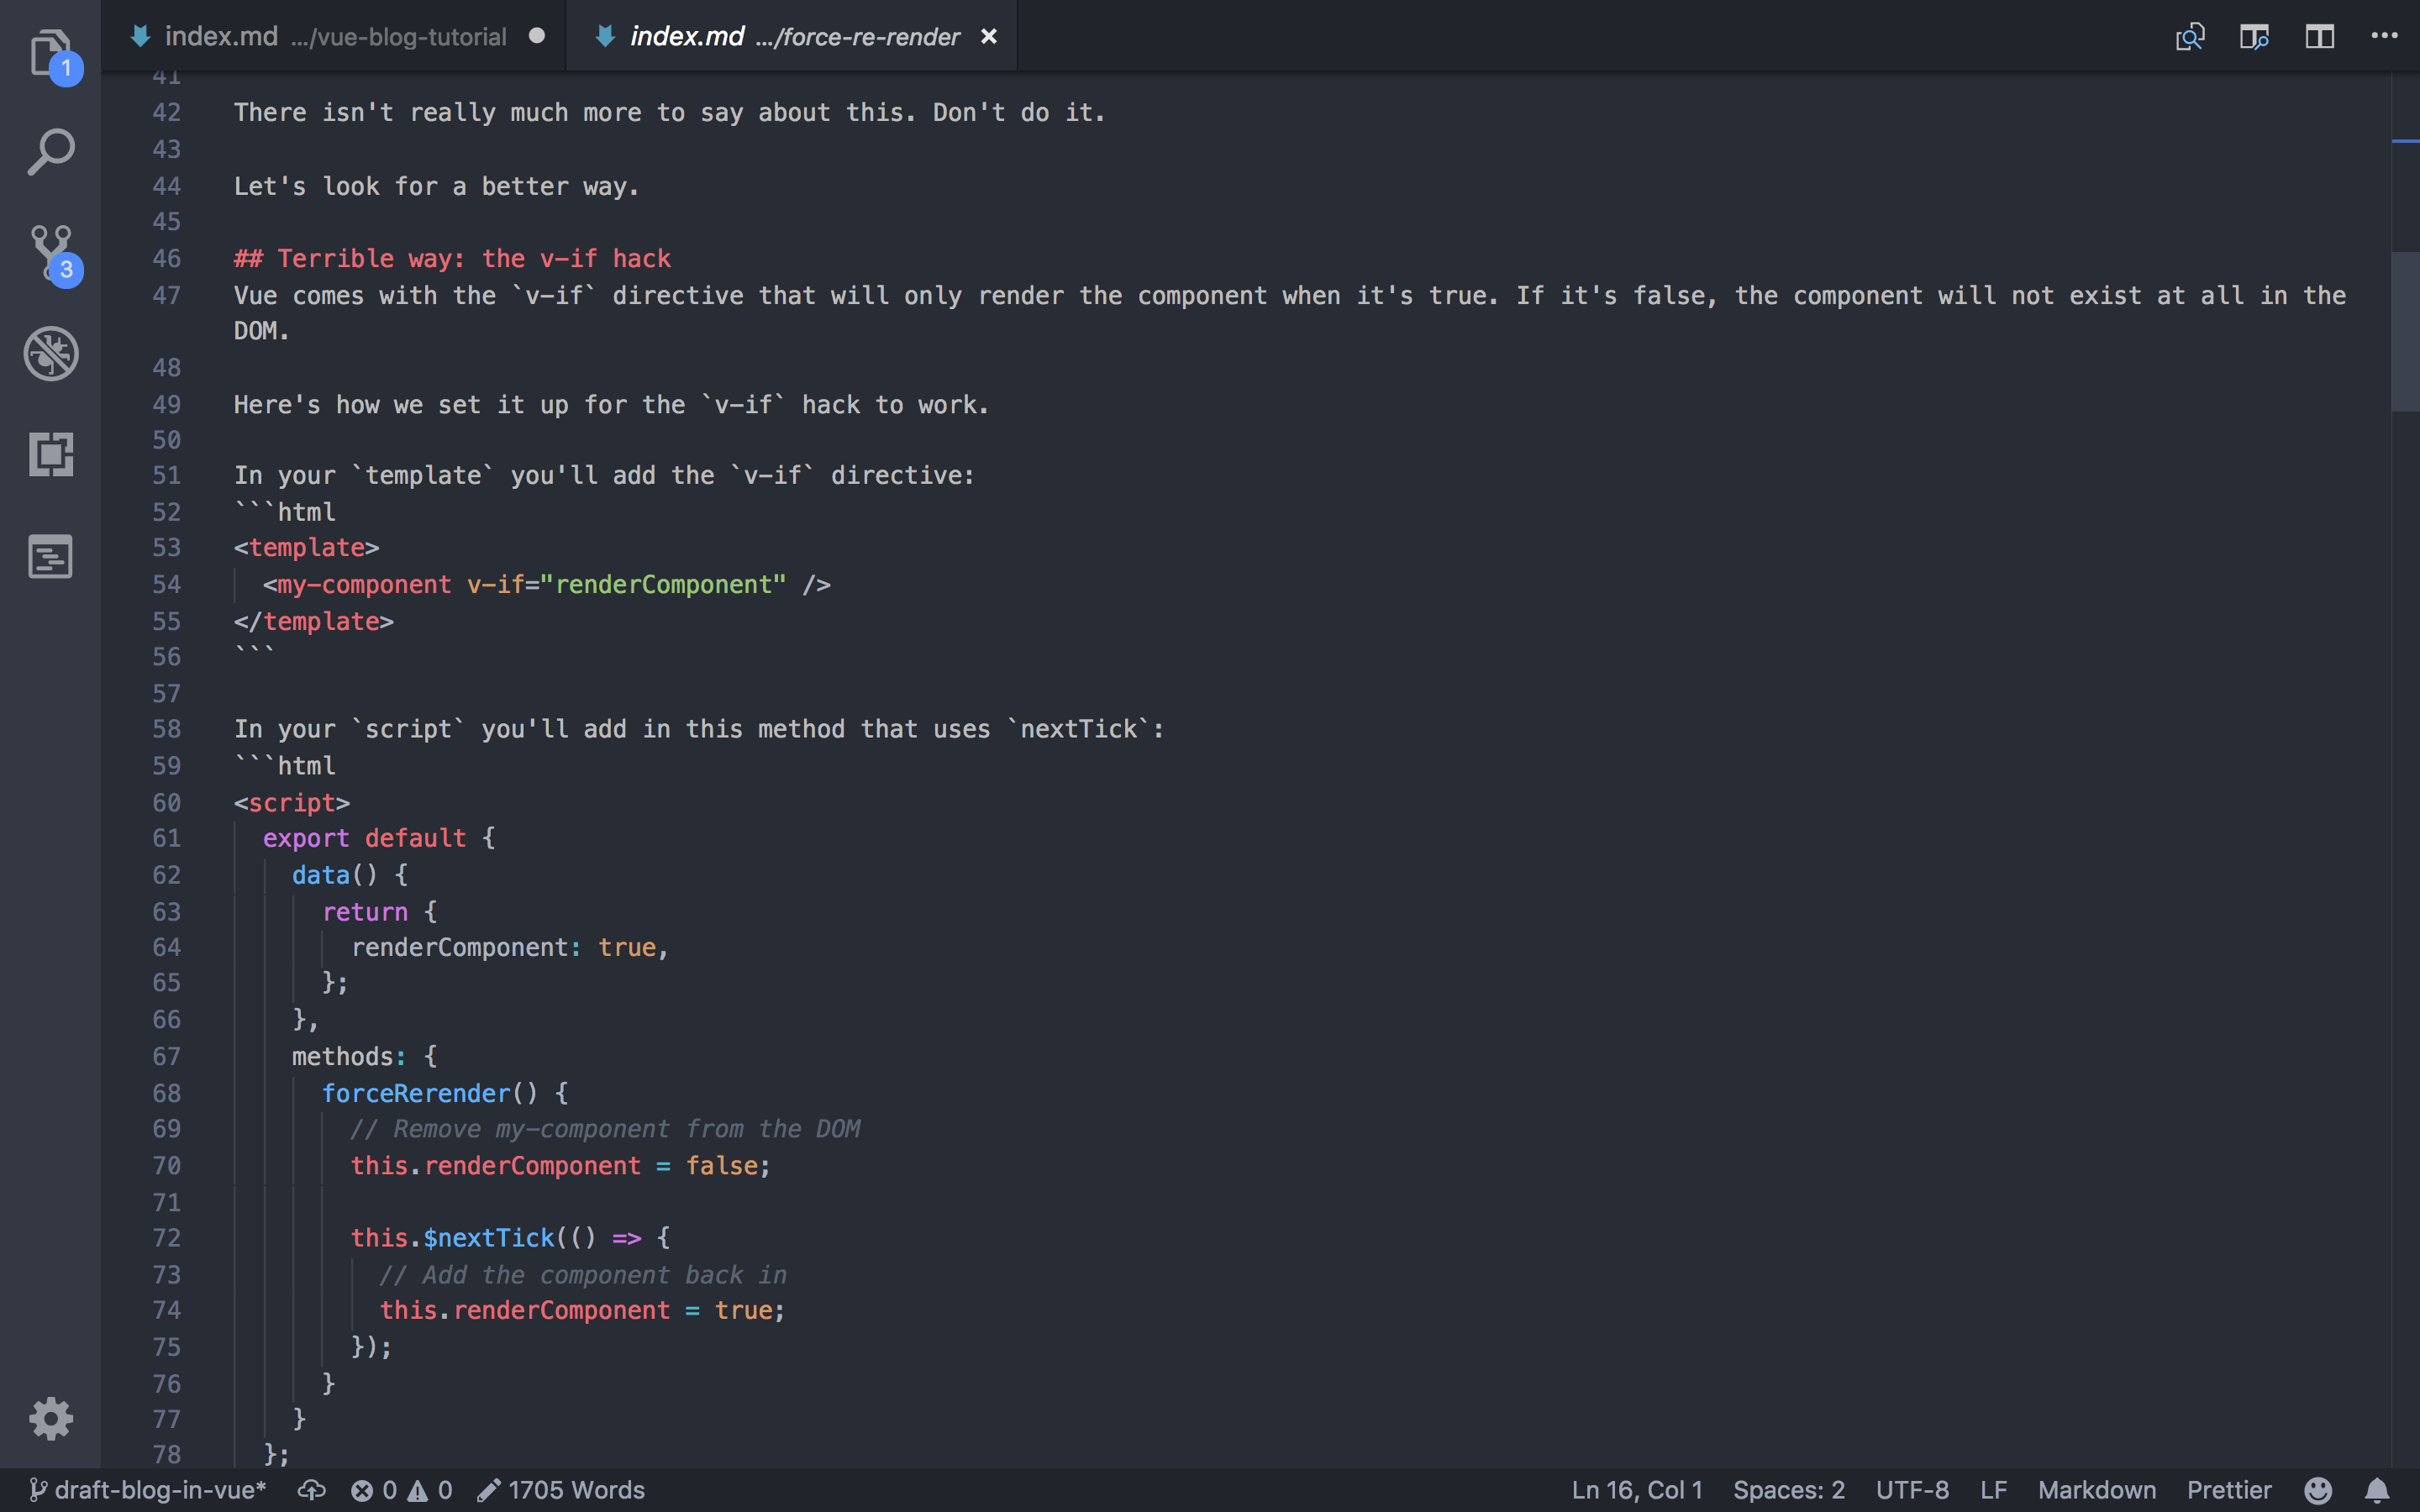 index.md .../vue-blog-tutorial
index.md .../force-re-render
1
3
41
42 There isn't really much more to say about this. Don't do it.
43
44 Let's look for a better way.
45
46 ## Terrible way: the v-if hack
47 Vue comes with the `v-if` directive that will only render the component when it's true. If it's false, the component will not exist at all in the
DOM.
48
49 Here's how we set it up for the `v-if` hack to work.
50
51 In your `template` you'll add the `v-if` directive:
52 ```html
53 <template>
54   <my-component v-if="renderComponent" />
55 </template>
56 ```
57
58 In your `script` you'll add in this method that uses `nextTick`:
59 ```html
60 <script>
61   export default {
62     data() {
63       return {
64         renderComponent: true,
65       };
66     },
67     methods: {
68       forceRerender() {
69         // Remove my-component from the DOM
70         this.renderComponent = false;
71
72         this.$nextTick(() => {
73           // Add the component back in
74           this.renderComponent = true;
75         });
76       }
77     }
78   };
draft-blog-in-vue* 0 0 1705 Words Ln 16, Col 1 Spaces: 2 UTF-8 LF Markdown Prettier